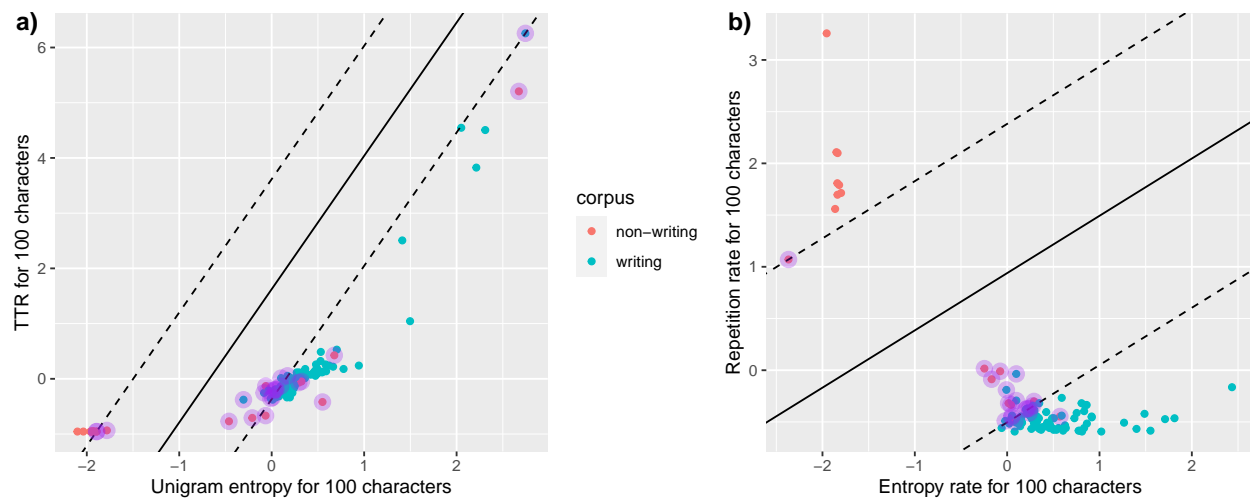 a)
TTR for 100 characters
6
4
2
0
−2
−1
0
1
2
Unigram entropy for 100 characters
corpus
non−writing
writing
b)
Repetition rate for 100 characters
3
2
1
0
−2
−1
0
1
2
Entropy rate for 100 characters